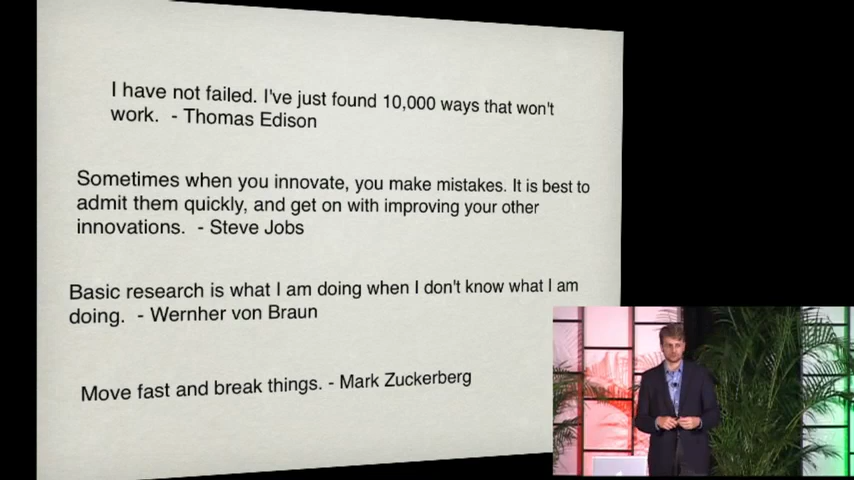 I have not failed. I've just found 10,000 ways that won't
work.  - Thomas Edison
Sometimes when you innovate, you make mistakes. It is best to
admit them quickly, and get on with improving your other
innovations.  - Steve Jobs
Basic research is what I am doing when I don't know what I am
doing.  - Wernher von Braun
Move fast and break things. - Mark Zuckerberg